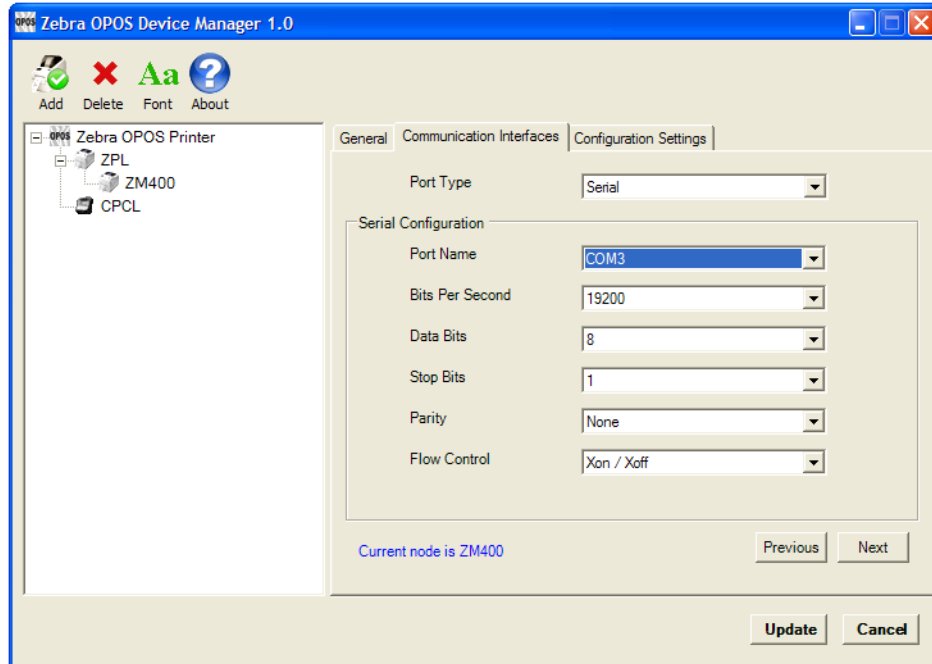 OPOS Zebra OPOS Device Manager 1.0
Aa
?
Add Delete Font About
OPOS Zebra OPOS Printer
ZPL
ZM400
CPCL
General Communication Interfaces Configuration Settings
Port Type Serial
Serial Configuration
Port Name COM3
Bits Per Second 19200
Data Bits 8
Stop Bits 1
Parity None
Flow Control Xon / Xoff
Current node is ZM400
Previous Next
Update Cancel